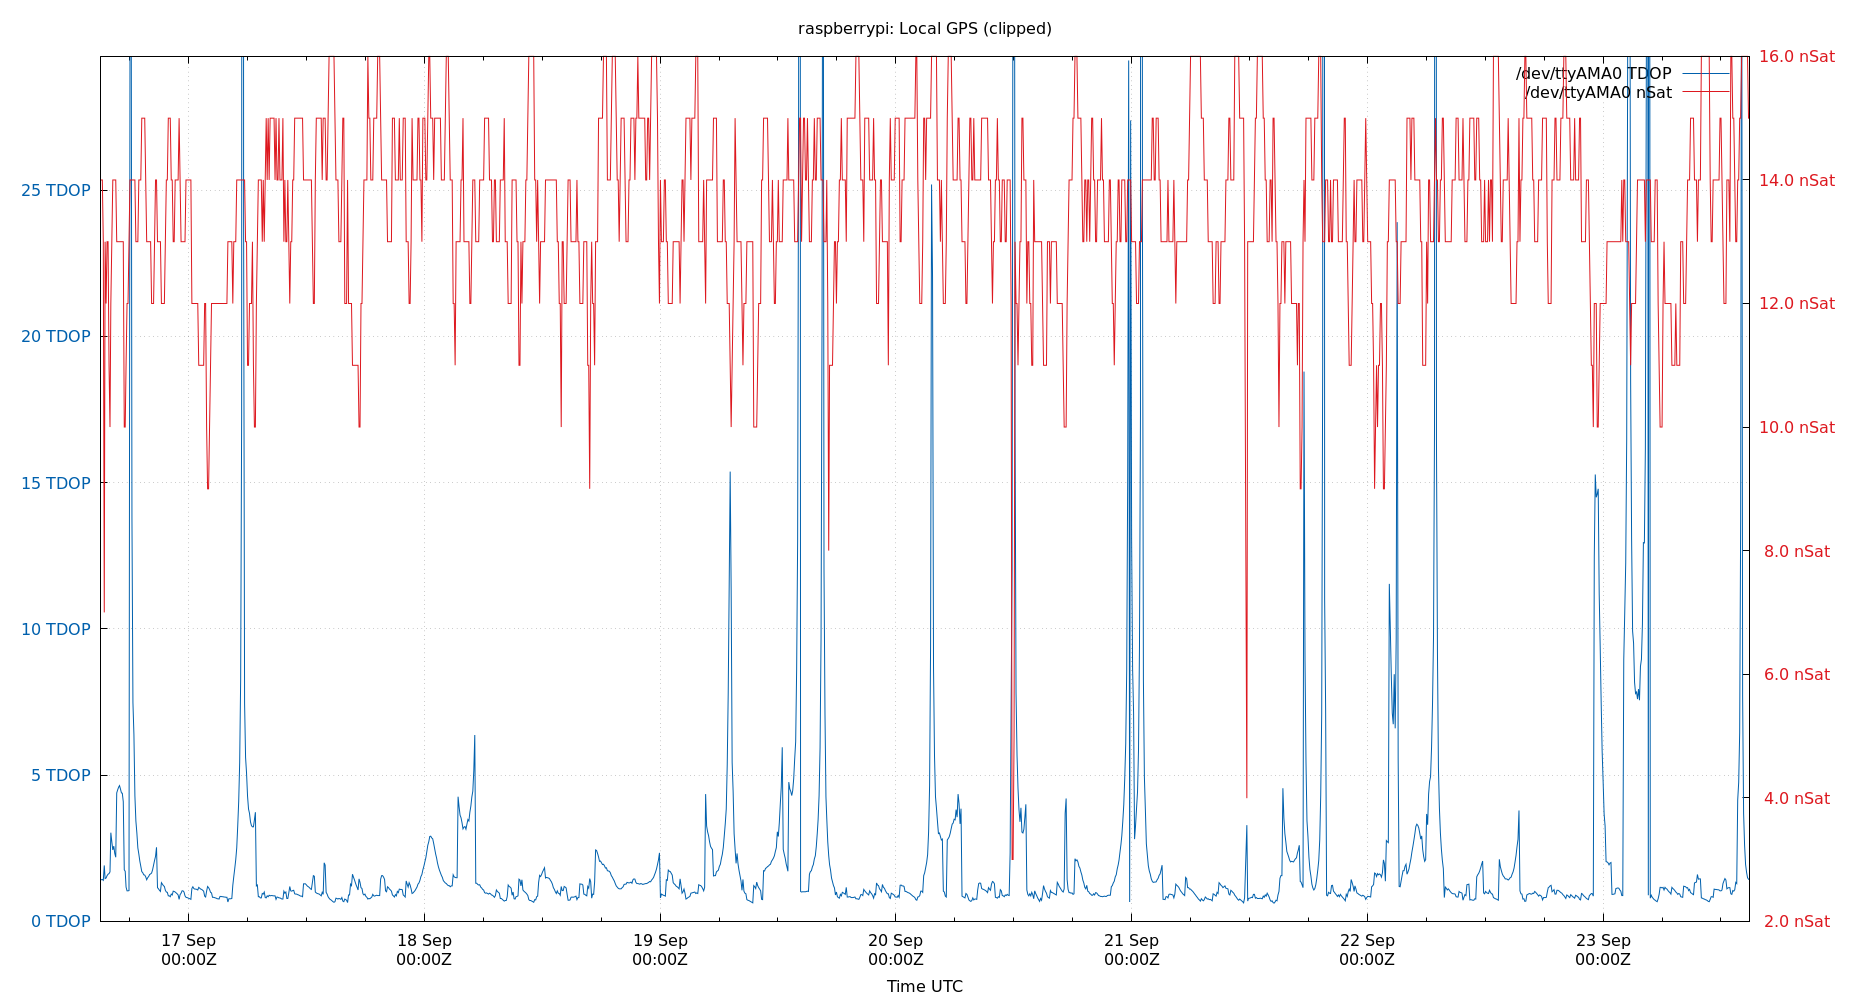 raspberrypi: Local GPS (clipped)
/dev/ttyAMA0 TDOP
/dev/ttyAMA0 nSat
25 TDOP
20 TDOP
15 TDOP
10 TDOP
5 TDOP
0 TDOP
16.0 nSat
14.0 nSat
12.0 nSat
10.0 nSat
8.0 nSat
6.0 nSat
4.0 nSat
2.0 nSat
17 Sep
00:00Z
18 Sep
00:00Z
19 Sep
00:00Z
20 Sep
00:00Z
21 Sep
00:00Z
22 Sep
00:00Z
23 Sep
00:00Z
Time UTC